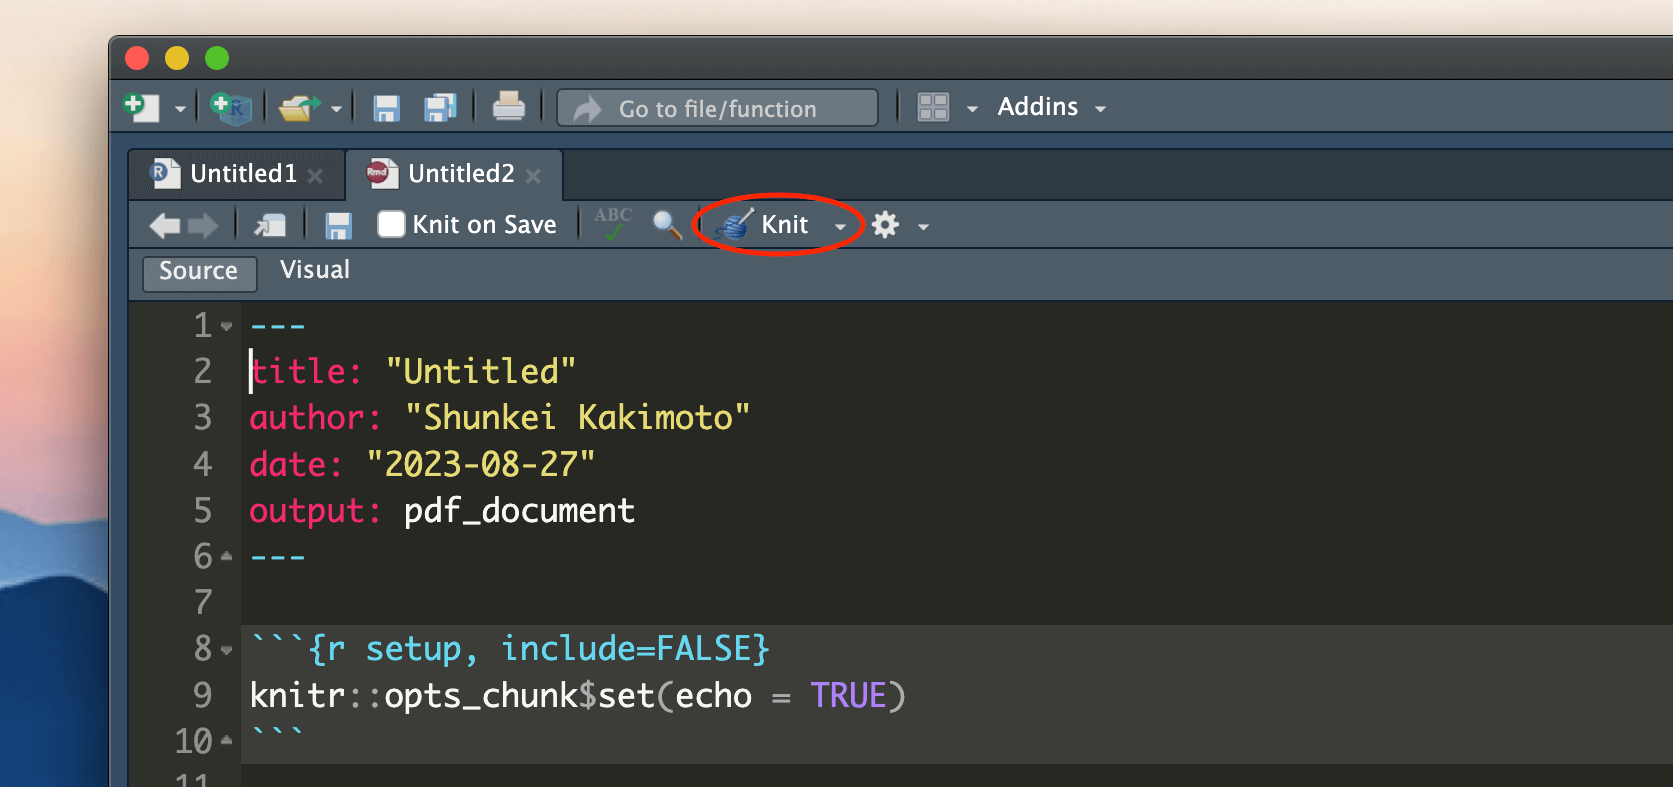 Go to file/function Addins
R Untitled1 × Rmd Untitled2 ×
Knit on Save ABC Knit
Source Visual
1 ---
2 title: "Untitled"
3 author: "Shunkei Kakimoto"
4 date: "2023-08-27"
5 output: pdf_document
6 ---
7
8 ```{r setup, include=FALSE}
9 knitr::opts_chunk$set(echo = TRUE)
10 ```
11